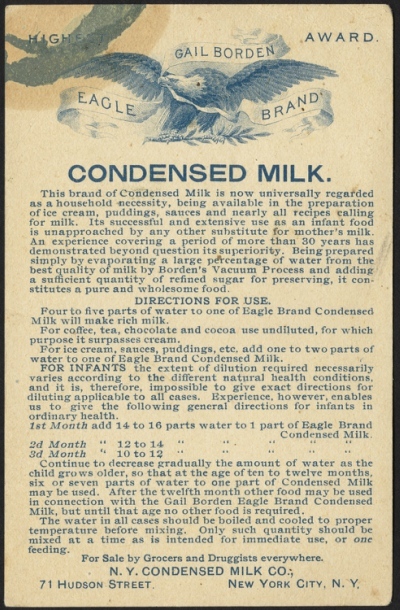 HIGHEST AWARD.
GAIL BORDEN
EAGLE BRAND
CONDENSED MILK.
This brand of Condensed Milk is now universally regarded
as a household necessity, being available in the preparation
of ice cream, puddings, sauces and nearly all recipes calling
for milk. Its successful and extensive use as an infant food
is unapproached by any other substitute for mother's milk.
An experience covering a period of more than 30 years has
demonstrated beyond question its superiority. Being prepared
simply by evaporating a large percentage of water from the
best quality of milk by Borden's Vacuum Process and adding
a sufficient quantity of refined sugar for preserving, it con-
stitutes a pure and wholesome food.
DIRECTIONS FOR USE.
Four to five parts of water to one of Eagle Brand Condensed
Milk will make rich milk.
For coffee, tea, chocolate and cocoa use undiluted, for which
purpose it surpasses cream.
For ice cream, sauces, puddings, etc. add one to two parts of
water to one of Eagle Brand Condensed Milk.
FOR INFANTS the extent of dilution required necessarily
varies according to the different natural health conditions,
and it is, therefore, impossible to give exact directions for
diluting applicable to all cases. Experience, however, enables
us to give the following general directions for infants in
ordinary health.
1st Month add 14 to 16 parts water to 1 part of Eagle Brand
Condensed Milk.
2d Month " 12 to 14 " " " "
3d Month " 10 to 12 " " " "
Continue to decrease gradually the amount of water as the
child grows older, so that at the age of ten to twelve months,
six or seven parts of water to one part of Condensed Milk
may be used. After the twelfth month other food may be used
in connection with the Gail Borden Eagle Brand Condensed
Milk, but until that age no other food is required.
The water in all cases should be boiled and cooled to proper
temperature before mixing. Only such quantity should be
mixed at a time as is intended for immediate use, or one
feeding.
For Sale by Grocers and Druggists everywhere.
N. Y. CONDENSED MILK CO.,
71 HUDSON STREET. NEW YORK CITY, N. Y.